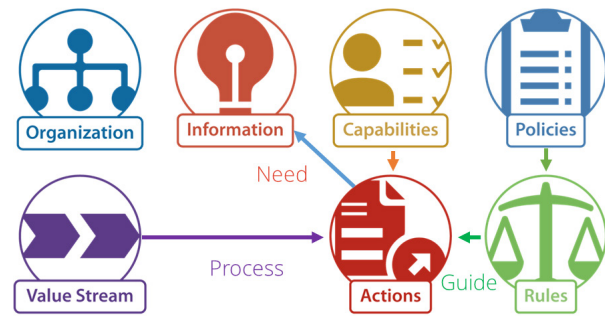 Organization
Information
Capabilities
Policies
Need
Process
Guide
Value Stream
Actions
Rules